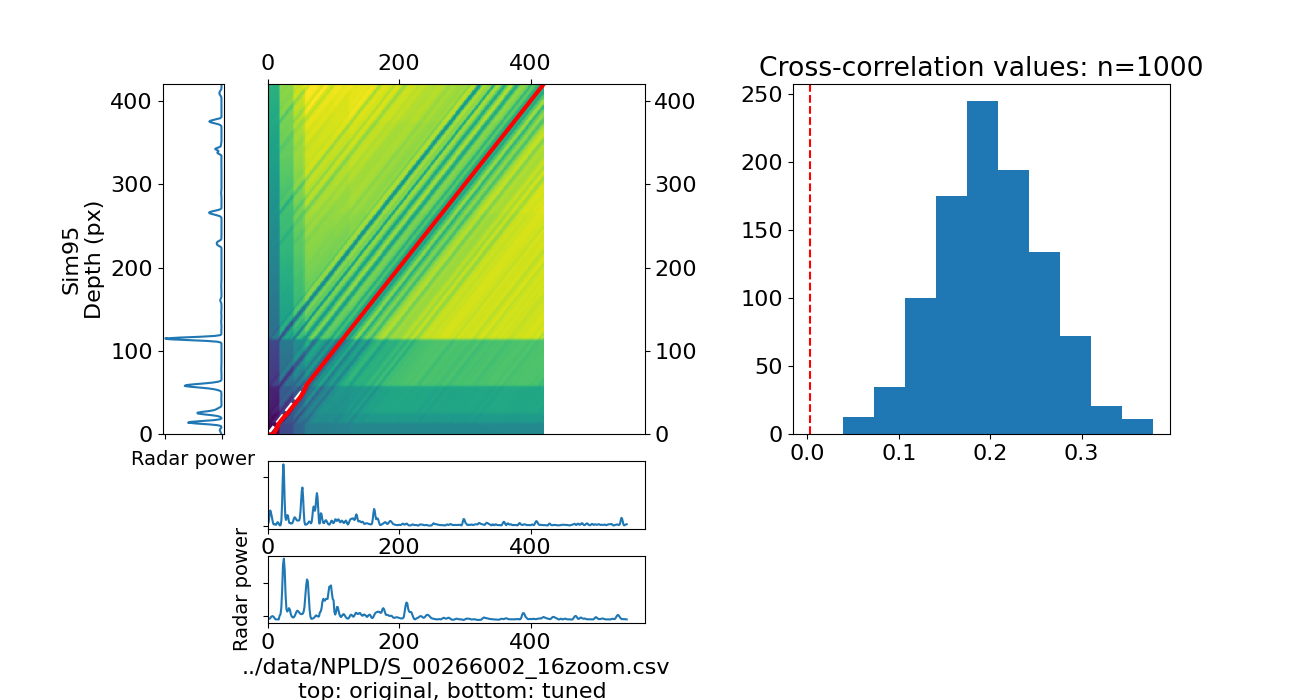 0 200 400
Cross-correlation values: n=1000
400
300
200
100
0
Sim95
Depth (px)
Radar power
400
300
200
100
0
250
200
150
100
50
0
0.0 0.1 0.2 0.3
0 200 400
Radar power
0 200 400
../data/NPLD/S_00266002_16zoom.csv
top: original, bottom: tuned